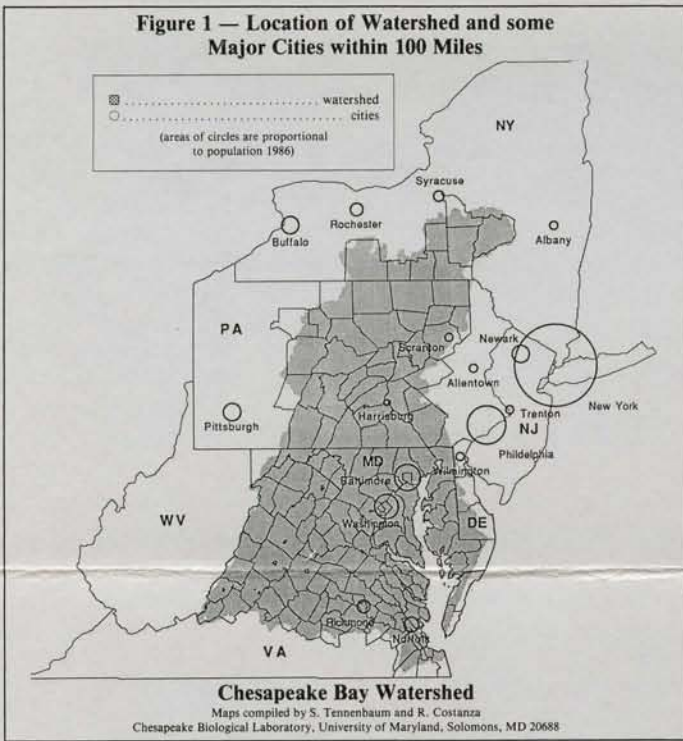 Figure 1 — Location of Watershed and some
Major Cities within 100 Miles
watershed
cities
(areas of circles are proportional
to population 1986)
NY
Syracuse
Rochester
Buffalo
Albany
PA
Scranton
Newark
Allentown
New York
Pittsburgh
Harrisburg
Trenton
NJ
Phildelphia
MD
Wilmington
Baltimore
Washington
WV
DE
Richmond
Norfolk
VA
Chesapeake Bay Watershed
Maps compiled by S. Tennenbaum and R. Costanza
Chesapeake Biological Laboratory, University of Maryland, Solomons, MD 20688